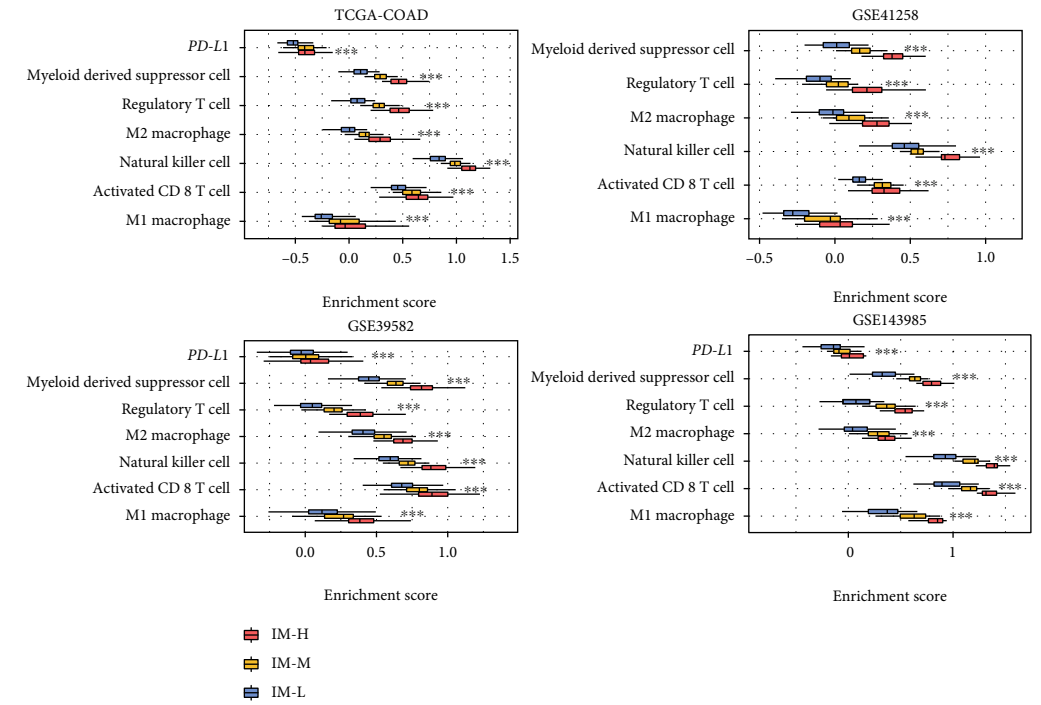 TCGA-COAD
PD-L1 ***
Myeloid derived suppressor cell ***
Regulatory T cell ***
M2 macrophage ***
Natural killer cell ***
Activated CD 8 T cell ***
M1 macrophage ***
−0.5 0.0 0.5 1.0 1.5
Enrichment score
GSE41258
Myeloid derived suppressor cell ***
Regulatory T cell ***
M2 macrophage ***
Natural killer cell ***
Activated CD 8 T cell ***
M1 macrophage ***
−0.5 0.0 0.5 1.0
Enrichment score
GSE39582
PD-L1 ***
Myeloid derived suppressor cell ***
Regulatory T cell ***
M2 macrophage ***
Natural killer cell ***
Activated CD 8 T cell ***
M1 macrophage ***
0.0 0.5 1.0
Enrichment score
GSE143985
PD-L1 ***
Myeloid derived suppressor cell ***
Regulatory T cell ***
M2 macrophage ***
Natural killer cell ***
Activated CD 8 T cell ***
M1 macrophage ***
0 1
Enrichment score
IM-H
IM-M
IM-L